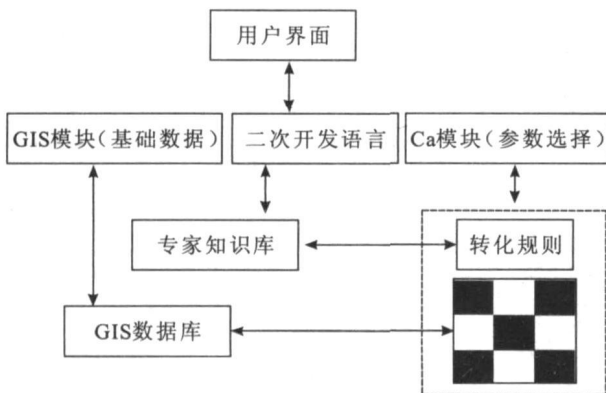 用户界面
GIS模块(基础数据)
二次开发语言
Ca模块(参数选择)
专家知识库
转化规则
GIS数据库